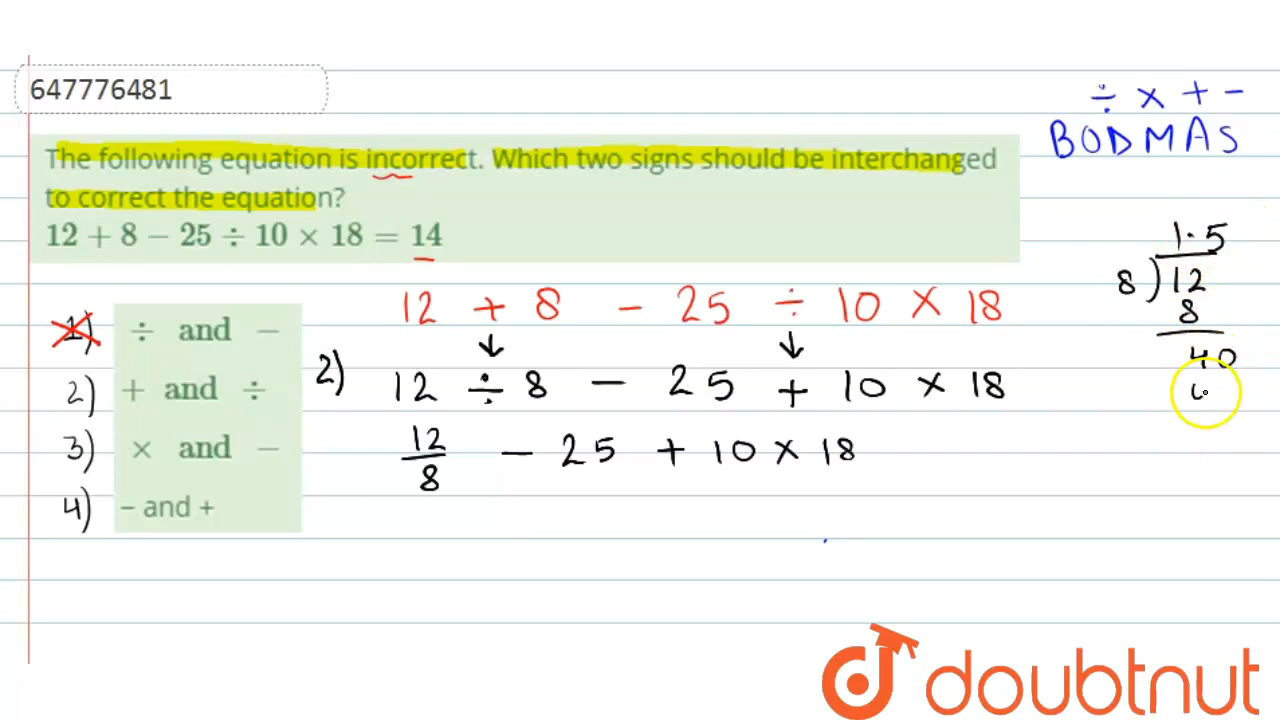 647776481
÷ × + -
BODMAS
The following equation is incorrect. Which two signs should be interchanged
to correct the equation?
12 + 8 − 25 ÷ 10 × 18 = 14
12 + 8 - 25 ÷ 10 × 18
1) ÷ and −
2) + and ÷
3) × and −
4) − and +
↓ ↓
2) 12 ÷ 8 - 25 + 10 × 18
12/8 - 25 + 10 × 18
1.5
8 ) 12
8
40
doubtnut